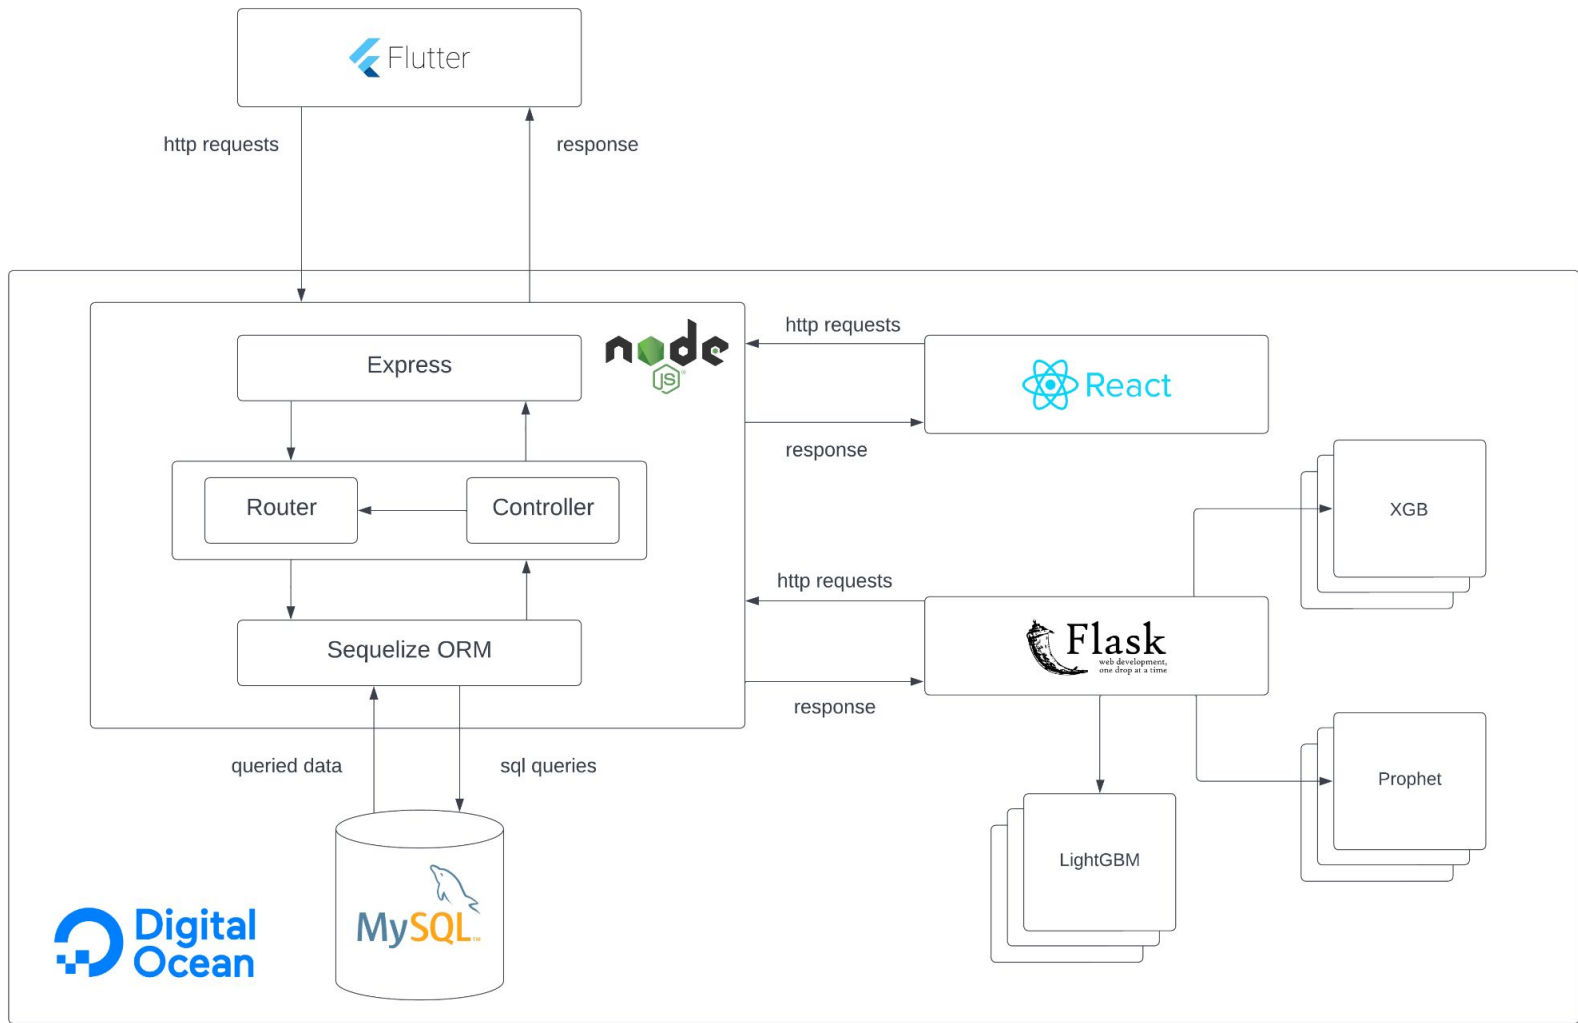 Flutter
http requests
response
Express
node
JS
http requests
React
response
Router
Controller
XGB
http requests
Sequelize ORM
Flask
web development,
one drop at a time
response
queried data
sql queries
Prophet
LightGBM
MySQL™
Digital
Ocean